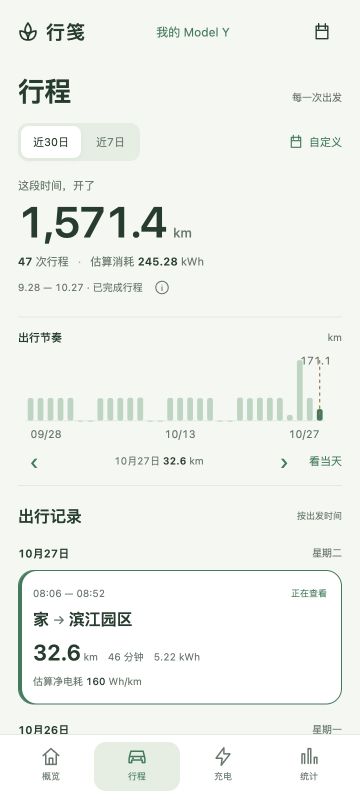 行笺
我的 Model Y
行程
每一次出发
近30日
近7日
自定义
这段时间，开了
1,571.4 km
47 次行程 · 估算消耗 245.28 kWh
9.28 — 10.27 · 已完成行程
出行节奏
km
171.1
09/28
10/13
10/27
10月27日 32.6 km
看当天
出行记录
按出发时间
10月27日
星期二
08:06 — 08:52
正在查看
家 → 滨江园区
32.6 km 46 分钟 5.22 kWh
估算净电耗 160 Wh/km
10月26日
星期一
概览
行程
充电
统计